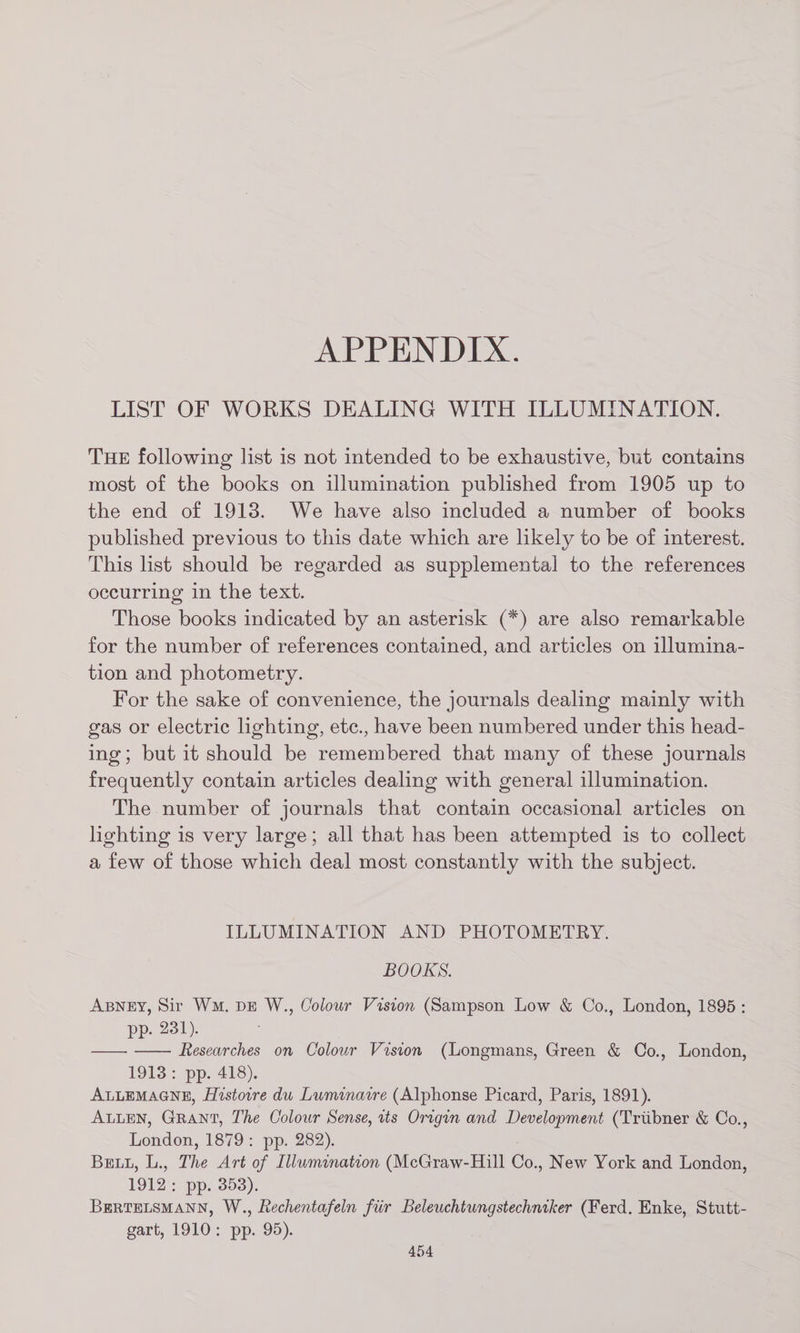 APPENDIX.
LIST OF WORKS DEALING WITH ILLUMINATION.
THE following list is not intended to be exhaustive, but contains
most of the books on illumination published from 1905 up to
the end of 1913. We have also included a number of books
published previous to this date which are likely to be of interest.
This list should be regarded as supplemental to the references
occurring in the text.
Those books indicated by an asterisk (*) are also remarkable
for the number of references contained, and articles on illumina-
tion and photometry.
For the sake of convenience, the journals dealing mainly with
gas or electric lighting, etc., have been numbered under this head-
ing; but it should be remembered that many of these journals
frequently contain articles dealing with general illumination.
The number of journals that contain occasional articles on
lighting is very large; all that has been attempted is to collect
a few of those which deal most constantly with the subject.
ILLUMINATION AND PHOTOMETRY.
BOOKS.
ABNEY, Sir WM. DE W., Colour Vision (Sampson Low & Co., London, 1895:
pp. 231).
—— —— Researches on Colour Vision (Longmans, Green & Co., London,
1913: pp. 418).
ALLEMAGNE, Histoire du Luminaire (Alphonse Picard, Paris, 1891).
ALLEN, GRANT, The Colour Sense, its Origin and Development (Trübner & Co.,
London, 1879: pp. 282).
BELL, L., The Art of Illumination (McGraw-Hill Co., New York and London,
1912: pp. 353).
BERTELSMANN, W., Rechentafeln für Beleuchtungstechniker (Ferd. Enke, Stutt-
gart, 1910: pp. 95).
454